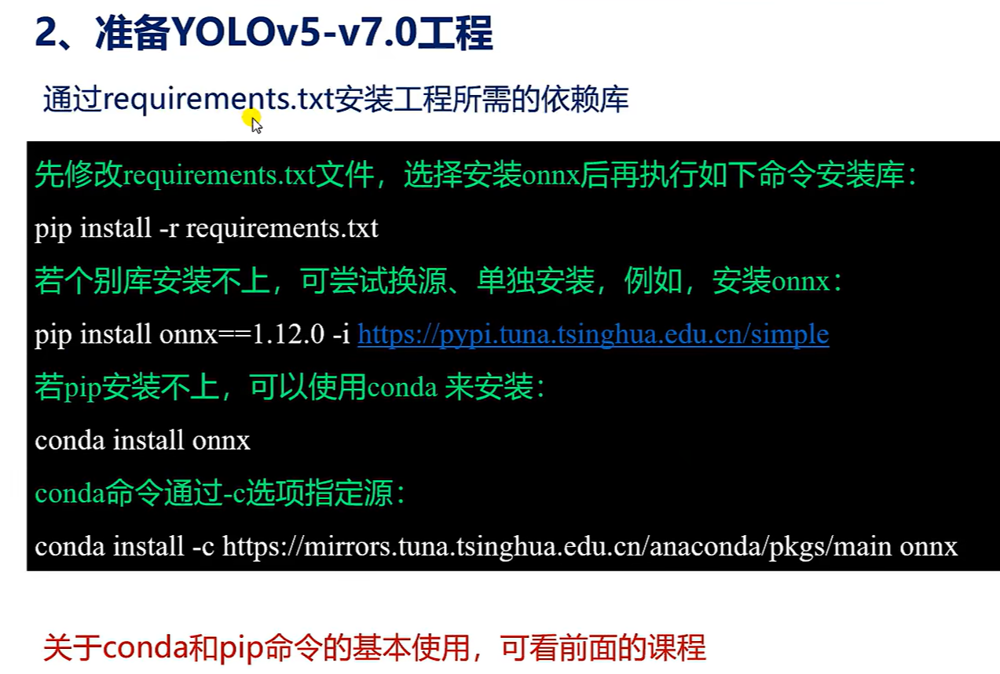 2、准备YOLOv5-v7.0工程
通过requirements.txt安装工程所需的依赖库
先修改requirements.txt文件，选择安装onnx后再执行如下命令安装库：
pip install -r requirements.txt
若个别库安装不上，可尝试换源、单独安装，例如，安装onnx：
pip install onnx==1.12.0 -i https://pypi.tuna.tsinghua.edu.cn/simple
若pip安装不上，可以使用conda 来安装：
conda install onnx
conda命令通过-c选项指定源：
conda install -c https://mirrors.tuna.tsinghua.edu.cn/anaconda/pkgs/main onnx
关于conda和pip命令的基本使用，可看前面的课程